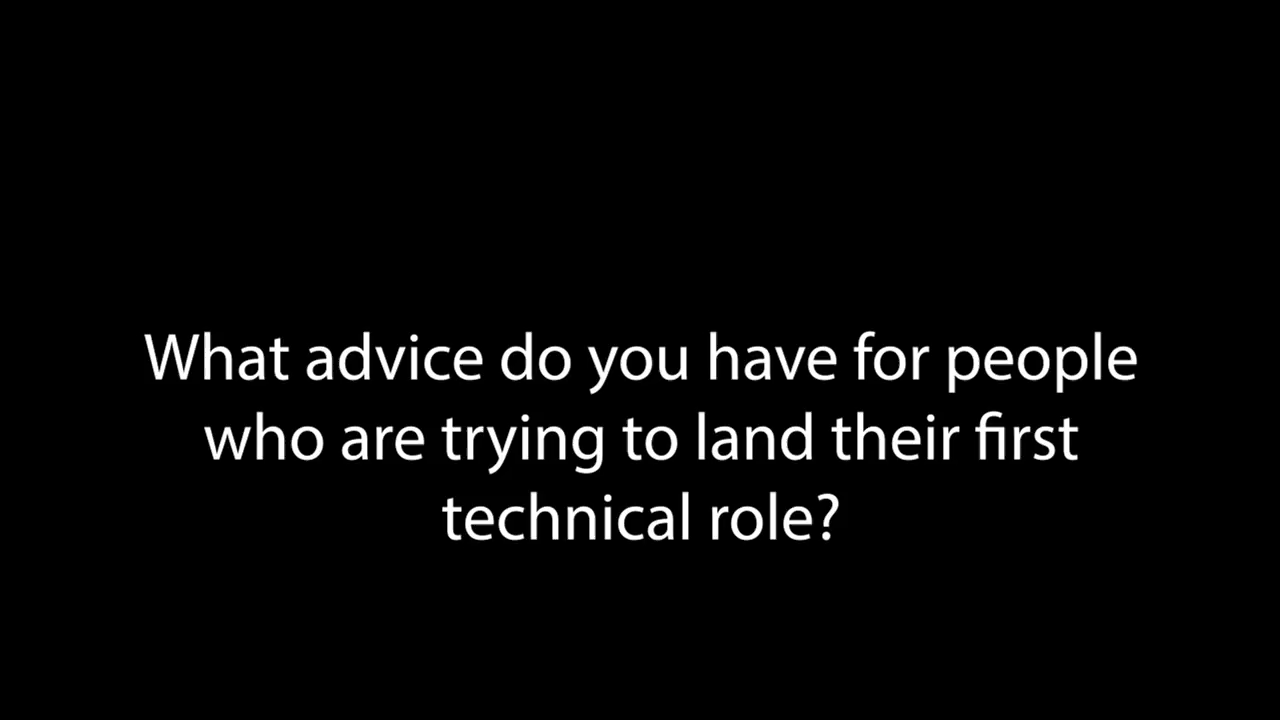 What advice do you have for people
who are trying to land their first
technical role?